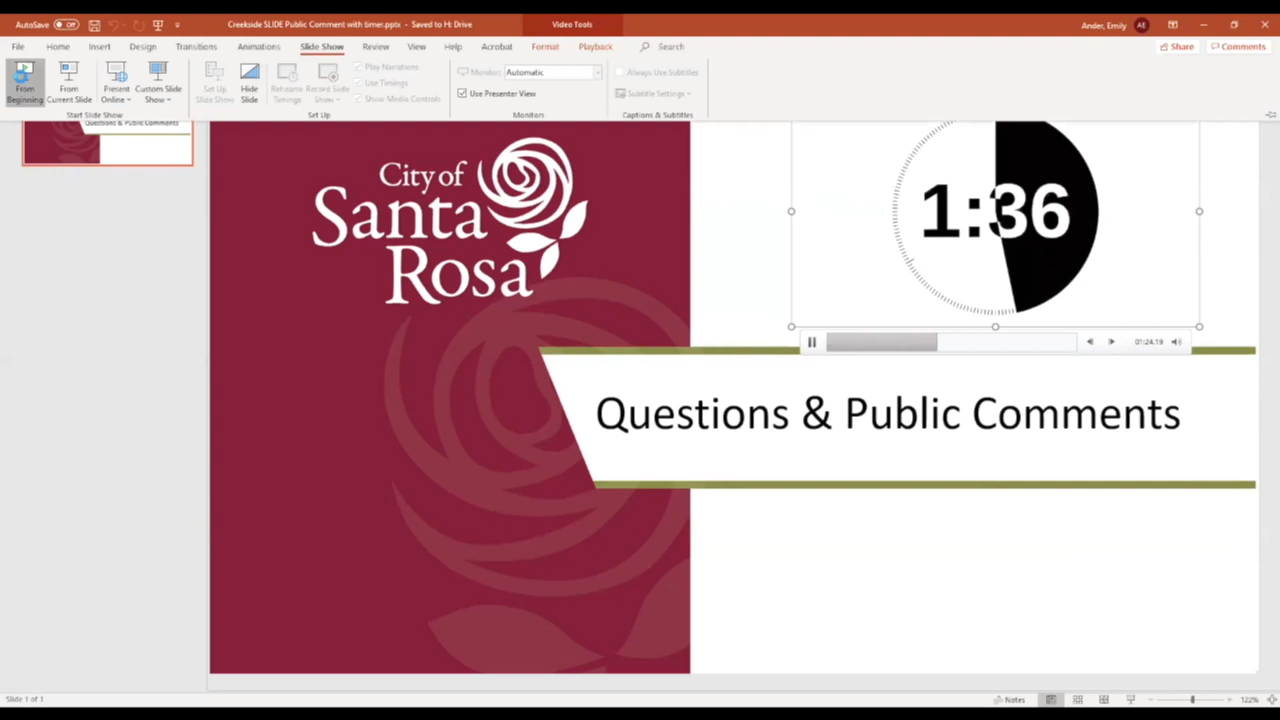 AutoSave Off
Creekside SLIDE Public Comment with timer.pptx - Saved to H: Drive
Video Tools
Ander, Emily AE
File Home Insert Design Transitions Animations Slide Show Review View Help Acrobat Format Playback Search
Share Comments
From Beginning
From Current Slide
Present Online
Custom Slide Show
Set Up Slide Show
Hide Slide
Rehearse Timings
Record Slide Show
Play Narrations
Use Timings
Show Media Controls
Monitor: Automatic
Use Presenter View
Always Use Subtitles
Subtitle Settings
Start Slide Show
Set Up
Monitors
Captions & Subtitles
Questions & Public Comments
City of
Santa
Rosa
1:36
01:24.19
Questions & Public Comments
Slide 1 of 1
Notes
122%